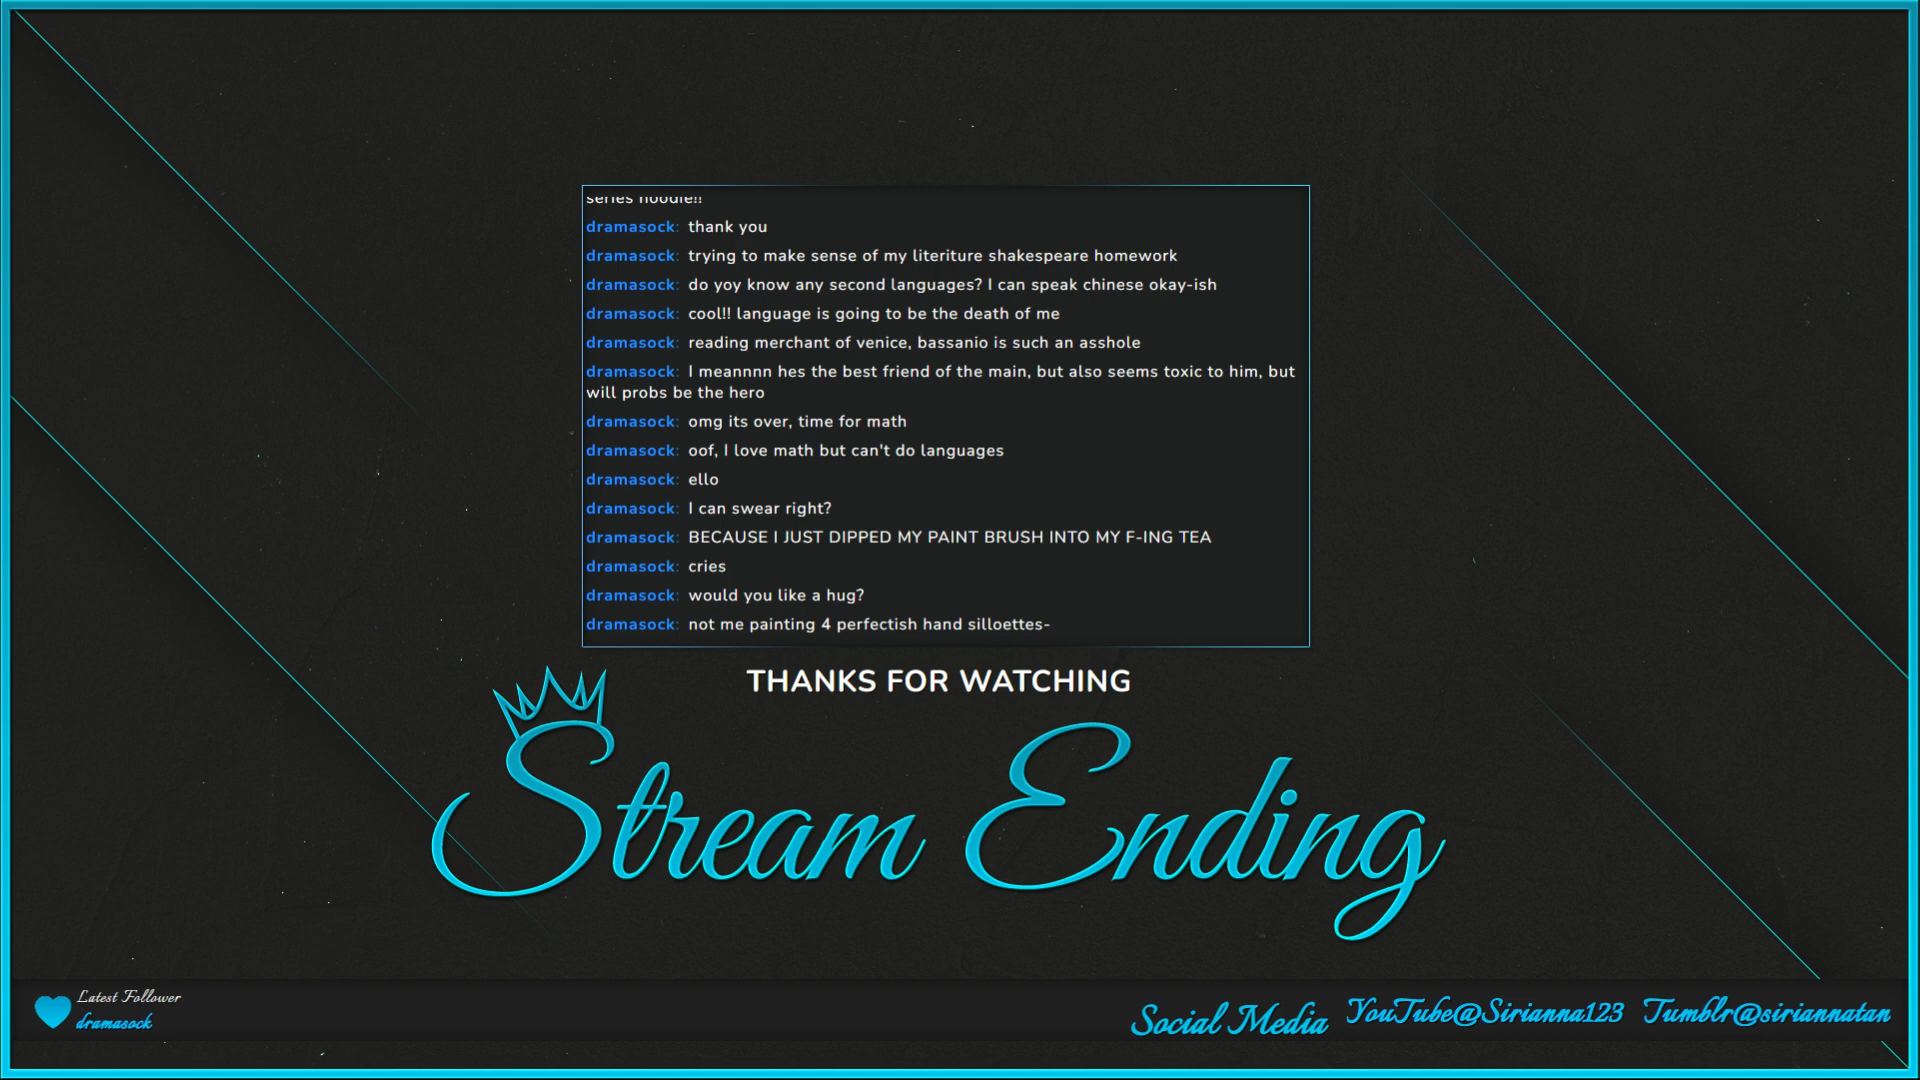 series noodle!!
dramasock: thank you
dramasock: trying to make sense of my literiture shakespeare homework
dramasock: do yoy know any second languages? I can speak chinese okay-ish
dramasock: cool!! language is going to be the death of me
dramasock: reading merchant of venice, bassanio is such an asshole
dramasock: I meannnn hes the best friend of the main, but also seems toxic to him, but
will probs be the hero
dramasock: omg its over, time for math
dramasock: oof, I love math but can't do languages
dramasock: ello
dramasock: I can swear right?
dramasock: BECAUSE I JUST DIPPED MY PAINT BRUSH INTO MY F-ING TEA
dramasock: cries
dramasock: would you like a hug?
dramasock: not me painting 4 perfectish hand silloettes-
THANKS FOR WATCHING
Stream Ending
Latest Follower
dramasock
Social Media YouTube@Sirianna123 Tumblr@siriannatan